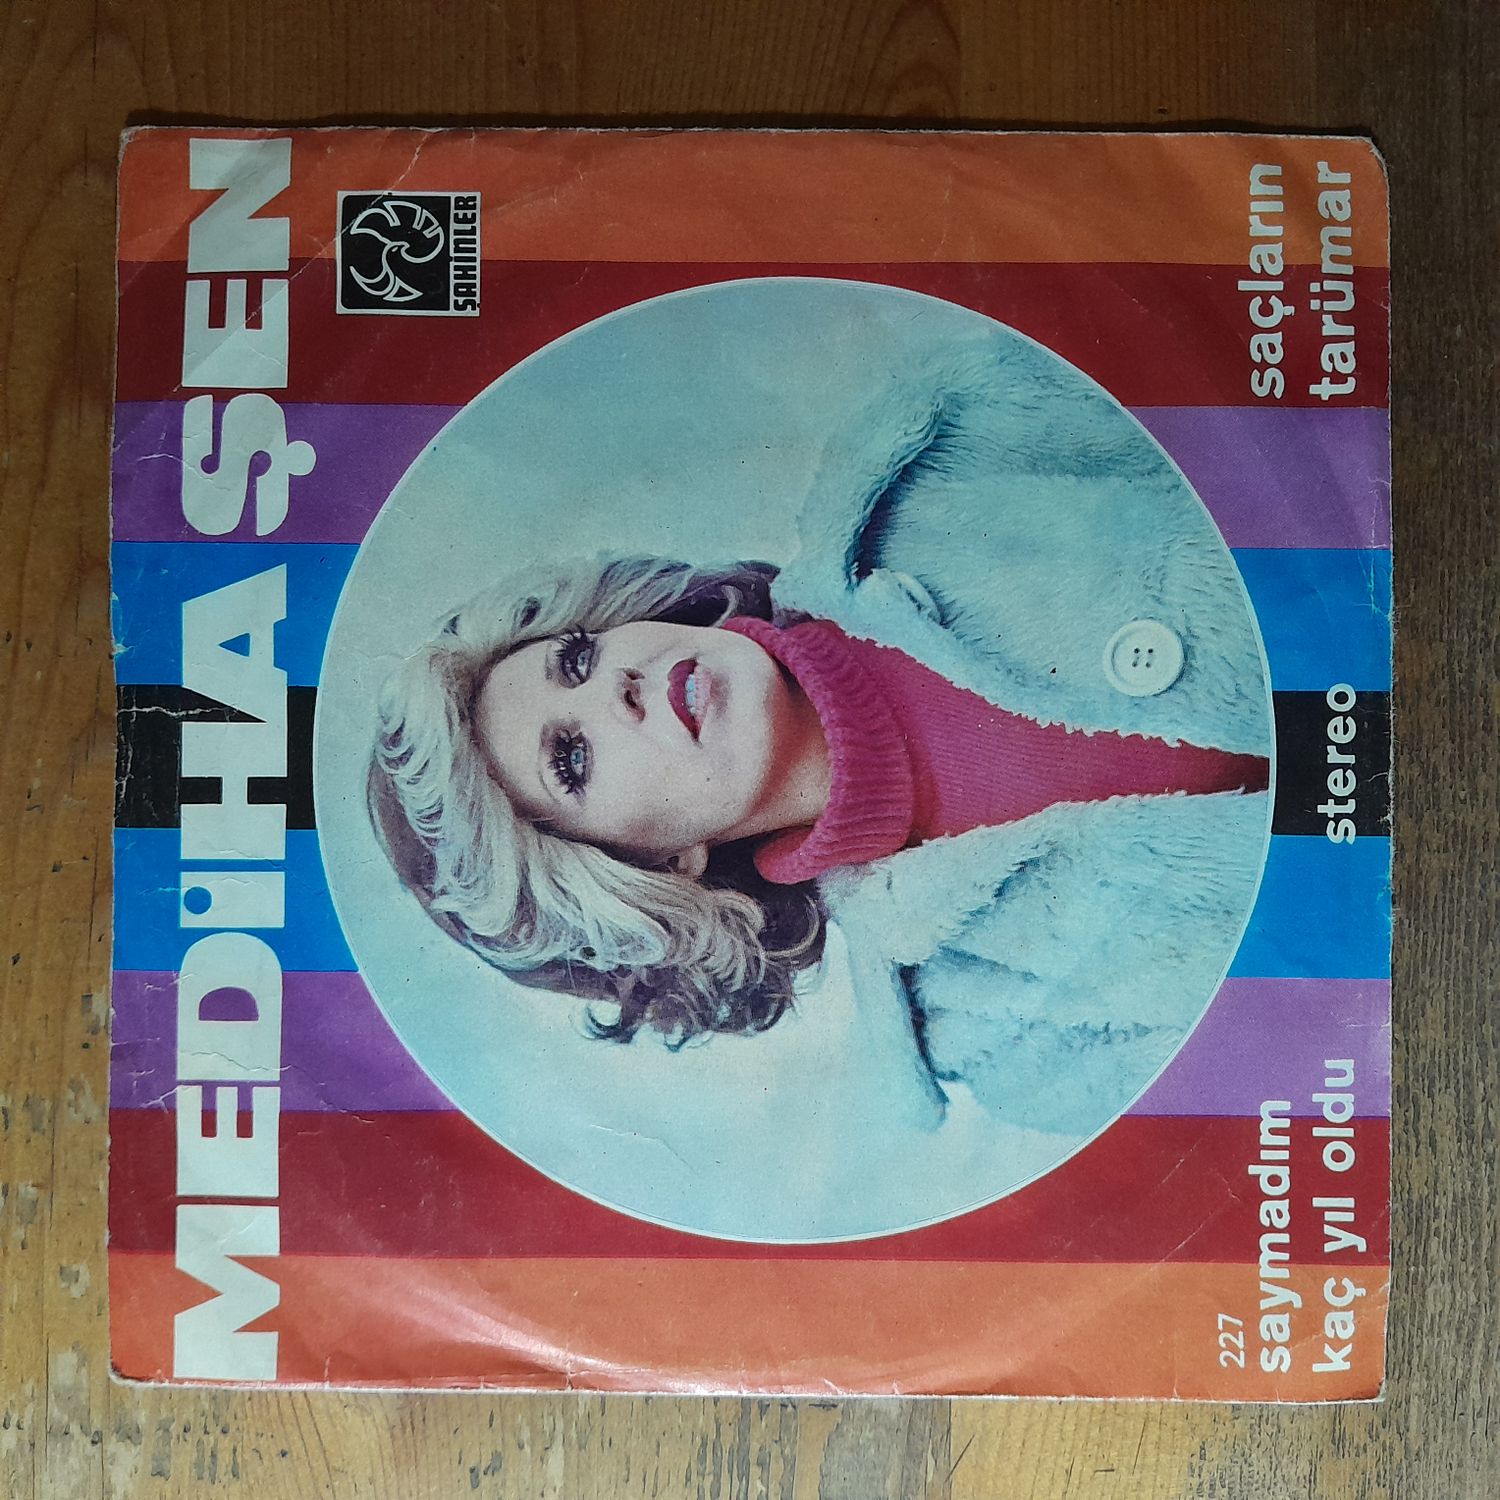 MEDİHA ŞEN
ŞAHİNLER
227
saymadım
kaç yıl oldu
stereo
saçların
tarümar